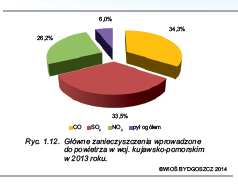 6,0%
34,3%
26,2%
33,5%
CO SO₂ NO₂ pył ogółem
Ryc. 1.12. Główne zanieczyszczenia wprowadzone
do powietrza w woj. kujawsko-pomorskim
w 2013 roku.
©WIOŚ BYDGOSZCZ 2014